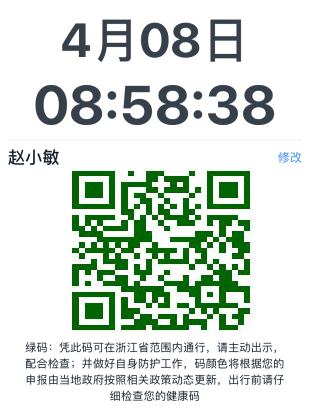 4月08日
08:58:38
赵小敏
修改
绿码：凭此码可在浙江省范围内通行，请主动出示，
配合检查；并做好自身防护工作，码颜色将根据您的
申报由当地政府按照相关政策动态更新，出行前请仔
细检查您的健康码